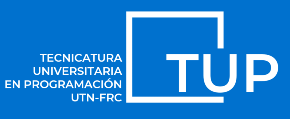 TECNICATURA
UNIVERSITARIA
EN PROGRAMACIÓN
UTN-FRC
TUP